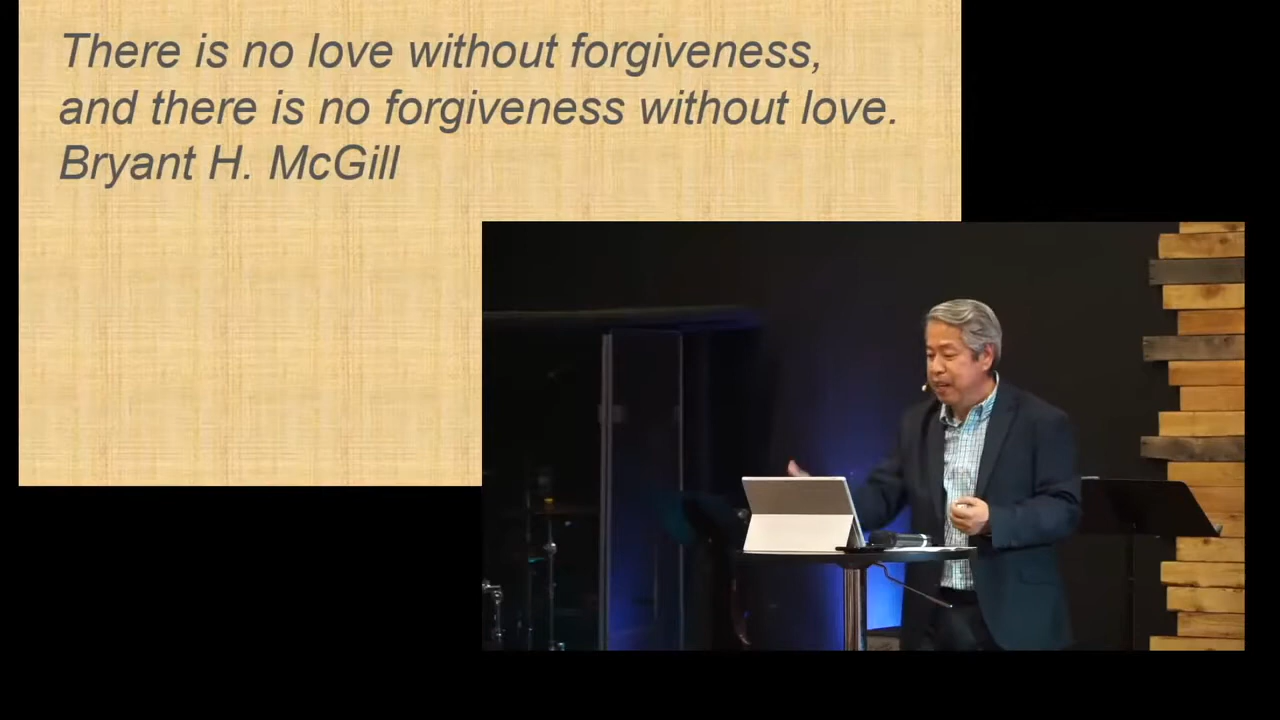 There is no love without forgiveness,
and there is no forgiveness without love.
Bryant H. McGill